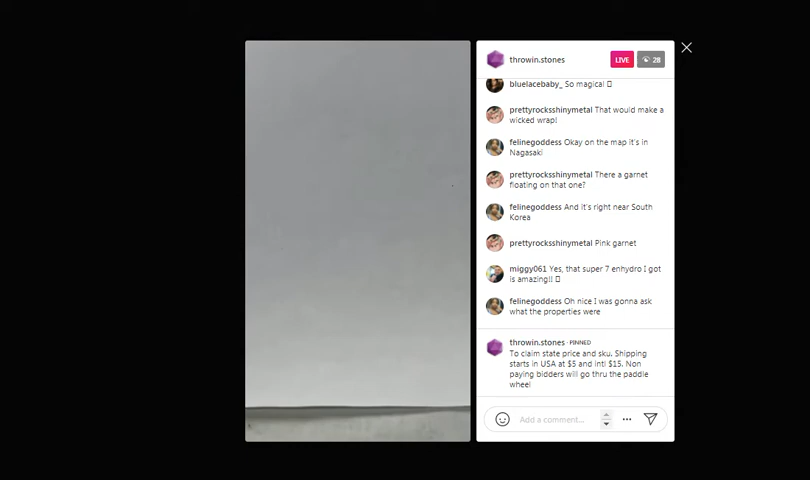 throwin.stones LIVE 28
bluelacebaby_ So magical
prettyrocksshinymetal That would make a
wicked wrap!
felinegoddess Okay on the map it's in
Nagasaki
prettyrocksshinymetal There a garnet
floating on that one?
felinegoddess And it's right near South
Korea
prettyrocksshinymetal Pink garnet
miggy061 Yes, that super 7 enhydro I got
is amazing!!
felinegoddess Oh nice I was gonna ask
what the properties were
throwin.stones · PINNED
To claim state price and sku. Shipping
starts in USA at $5 and intl $15. Non
paying bidders will go thru the paddle
wheel
Add a comment...